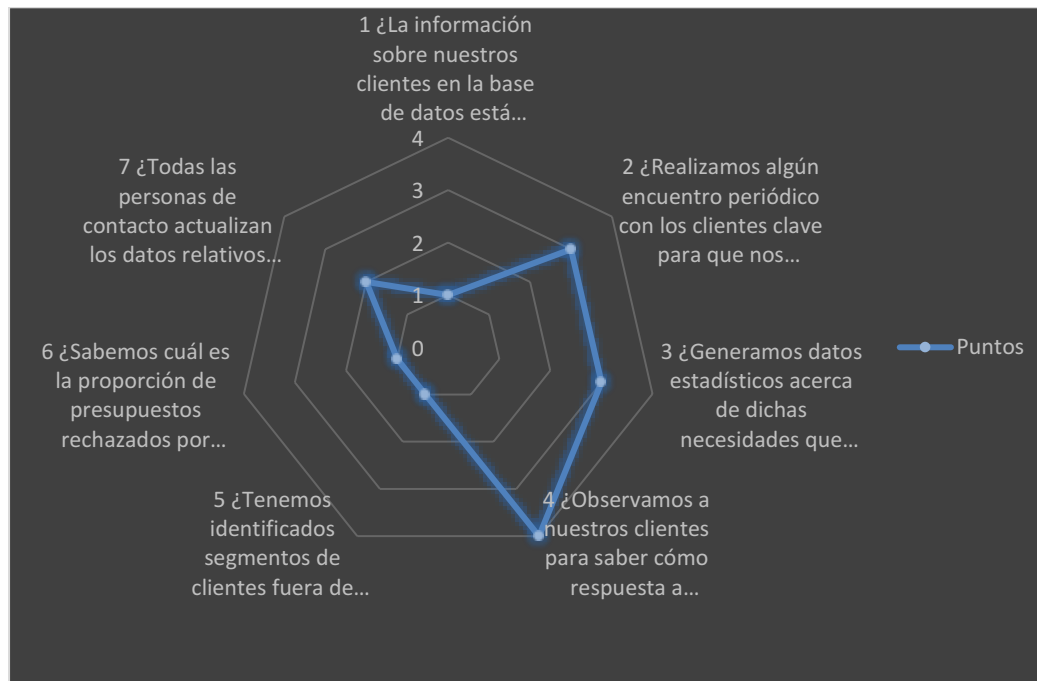 1 ¿La información
sobre nuestros
clientes en la base
de datos está...
4
3
2
1
0
2 ¿Realizamos algún
encuentro periódico
con los clientes clave
para que nos...
3 ¿Generamos datos
estadísticos acerca
de dichas
necesidades que...
4 ¿Observamos a
nuestros clientes
para saber cómo
respuesta a...
5 ¿Tenemos
identificados
segmentos de
clientes fuera de...
6 ¿Sabemos cuál es
la proporción de
presupuestos
rechazados por...
7 ¿Todas las
personas de
contacto actualizan
los datos relativos...
Puntos